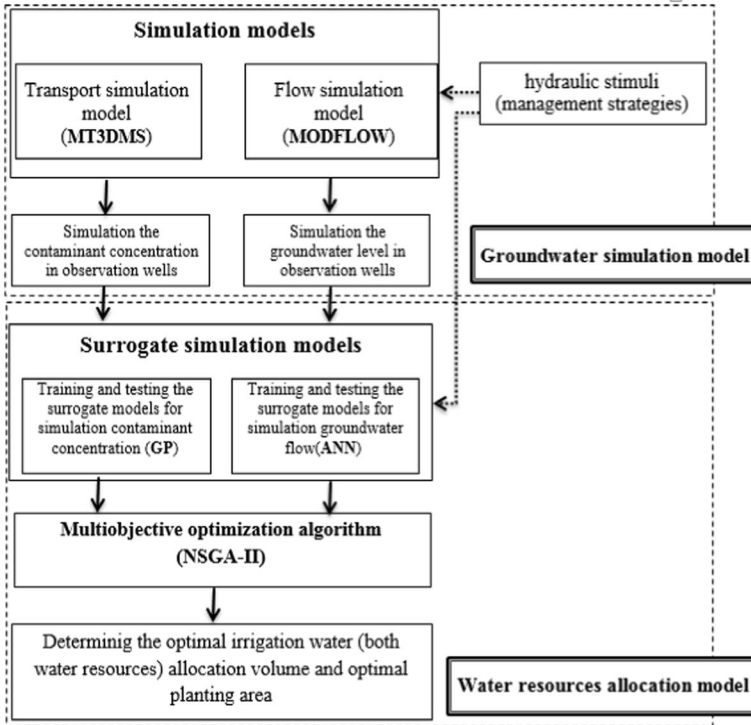 Simulation models
Transport simulation
model
(MT3DMS)
Flow simulation
model
(MODFLOW)
hydraulic stimuli
(management strategies)
Simulation the
contaminant concentration
in observation wells
Simulation the
groundwater level in
observation wells
Groundwater simulation model
Surrogate simulation models
Training and testing the
surrogate models for
simulation contaminant
concentration (GP)
Training and testing the
surrogate models for
simulation groundwater
flow(ANN)
Multiobjective optimization algorithm
(NSGA-II)
Determinig the optimal irrigation water (both
water resources) allocation volume and optimal
planting area
Water resources allocation model